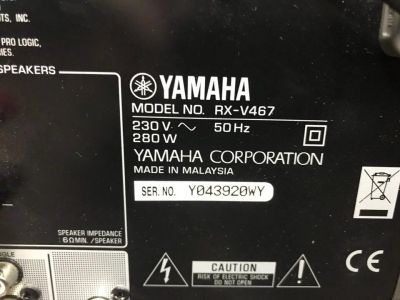 TS, INC.
PRO LOGIC,
SPEAKERS
YAMAHA
MODEL NO. RX-V467
230 V ~ 50 Hz
280 W
YAMAHA CORPORATION
MADE IN MALAYSIA
SER. NO. Y043920WY
SPEAKER IMPEDANCE
6Ω MIN. /SPEAKER
CAUTION
RISK OF ELECTRIC SHOCK
DO NOT OPEN